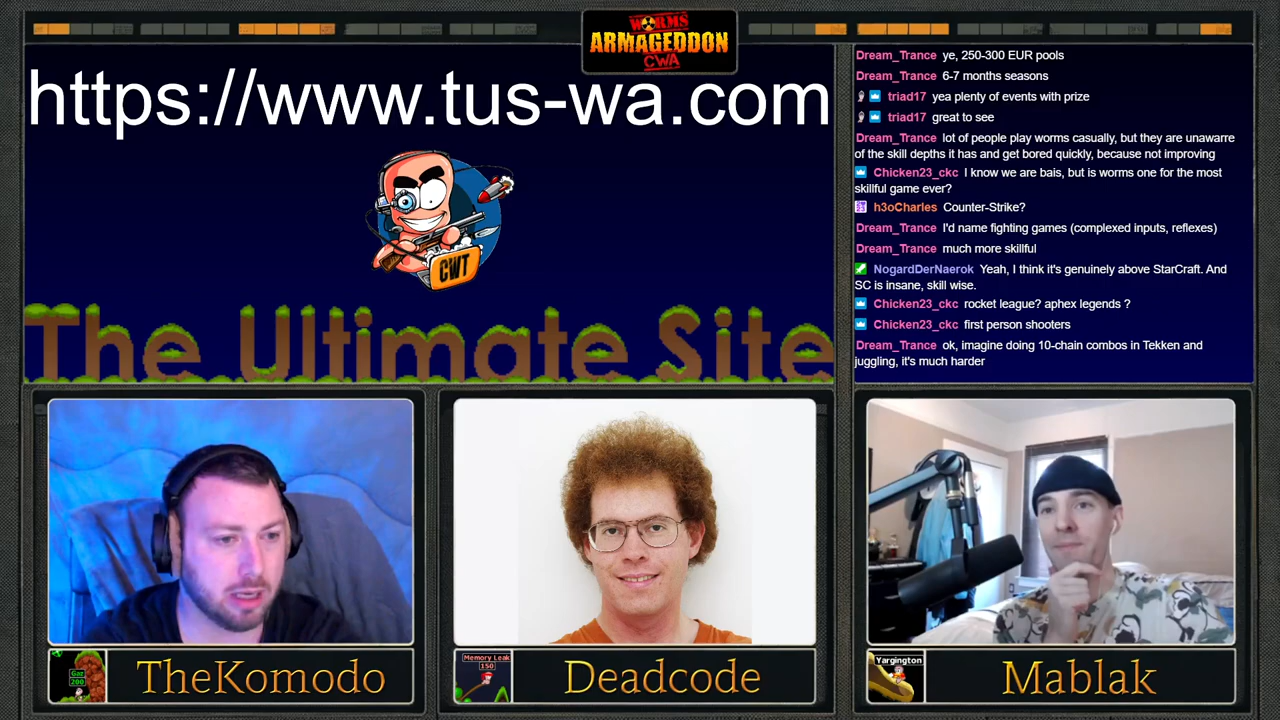 WORMS
ARMAGEDDON
CWA
https://www.tus-wa.com
CWT
The Ultimate Site
Dream_Trance ye, 250-300 EUR pools
Dream_Trance 6-7 months seasons
triad17 yea plenty of events with prize
triad17 great to see
Dream_Trance lot of people play worms casually, but they are unawarre
of the skill depths it has and get bored quickly, because not improving
Chicken23_ckc I know we are bais, but is worms one for the most
skillful game ever?
h3oCharles Counter-Strike?
Dream_Trance I'd name fighting games (complexed inputs, reflexes)
Dream_Trance much more skillful
NogardDerNaerok Yeah, I think it's genuinely above StarCraft. And
SC is insane, skill wise.
Chicken23_ckc rocket league? aphex legends ?
Chicken23_ckc first person shooters
Dream_Trance ok, imagine doing 10-chain combos in Tekken and
juggling, it's much harder
Gaz
200
TheKomodo
Memory Leak
150
Deadcode
Yargington
Mablak